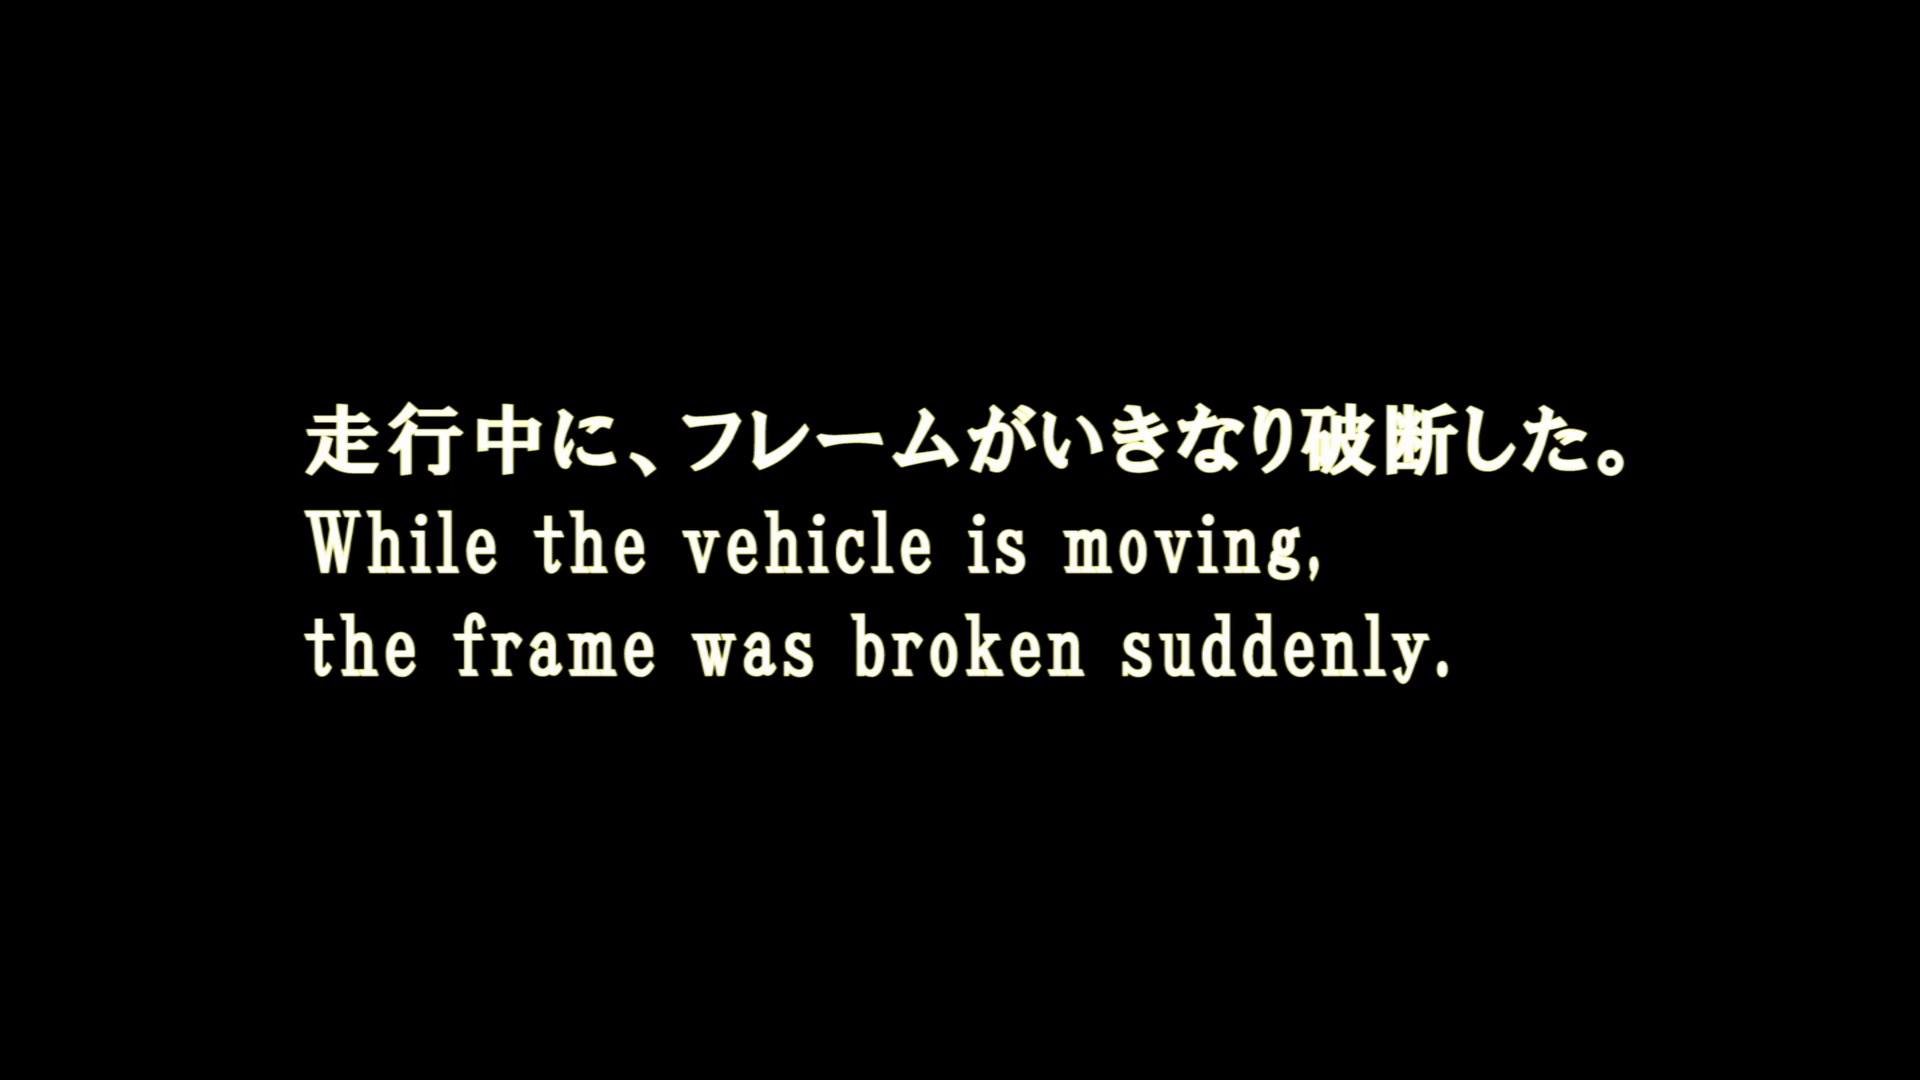 走行中に、フレームがいきなり破断した。
While the vehicle is moving,
the frame was broken suddenly.